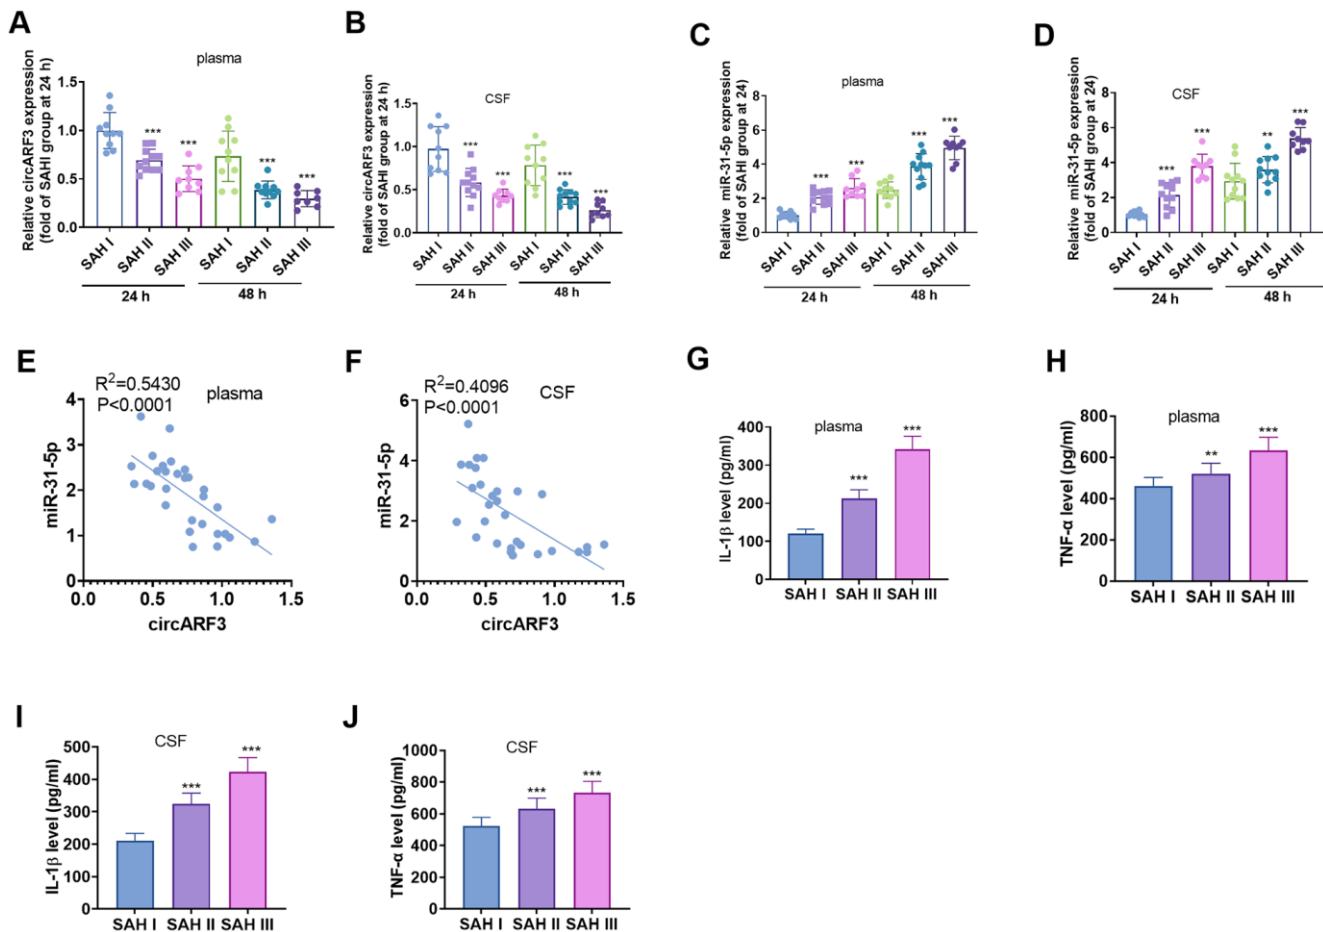 A
plasma
Relative circARF3 expression
(fold of SAHI group at 24 h)
1.5
1.0
0.5
0.0
***
***
***
***
SAH I
SAH II
SAH III
SAH I
SAH II
SAH III
24 h
48 h
B
CSF
Relative circARF3 expression
(fold of SAHI group at 24 h)
1.5
1.0
0.5
0.0
***
***
***
***
SAH I
SAH II
SAH III
SAH I
SAH II
SAH III
24 h
48 h
C
plasma
Relative miR-31-5p expression
(fold of SAHI group at 24)
8
6
4
2
0
***
***
***
***
SAH I
SAH II
SAH III
SAH I
SAH II
SAH III
24 h
48 h
D
CSF
Relative miR-31-5p expression
(fold of SAHI group at 24)
8
6
4
2
0
***
***
**
***
SAH I
SAH II
SAH III
SAH I
SAH II
SAH III
24 h
48 h
E
R²=0.5430
P<0.0001
plasma
miR-31-5p
4
3
2
1
0
0.0 0.5 1.0 1.5
circARF3
F
R²=0.4096
P<0.0001
CSF
miR-31-5p
6
4
2
0
0.0 0.5 1.0 1.5
circARF3
G
plasma
IL-1β level (pg/ml)
400
300
200
100
0
***
***
SAH I SAH II SAH III
H
plasma
TNF-α level (pg/ml)
800
600
400
200
0
**
***
SAH I SAH II SAH III
I
CSF
IL-1β level (pg/ml)
500
400
300
200
100
0
***
***
SAH I SAH II SAH III
J
CSF
TNF-α level (pg/ml)
1000
800
600
400
200
0
***
***
SAH I SAH II SAH III